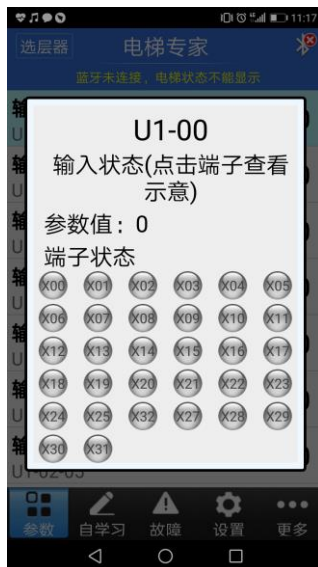 11:17
选层器
电梯专家
蓝牙未连接，电梯状态不能显示
U1-00
输入状态(点击端子查看
示意)
参数值：0
端子状态
X00 X01 X02 X03 X04 X05
X06 X07 X08 X09 X10 X11
X12 X13 X14 X15 X16 X17
X18 X19 X20 X21 X22 X23
X24 X25 X32 X27 X28 X29
X30 X31
参数 自学习 故障 设置 更多